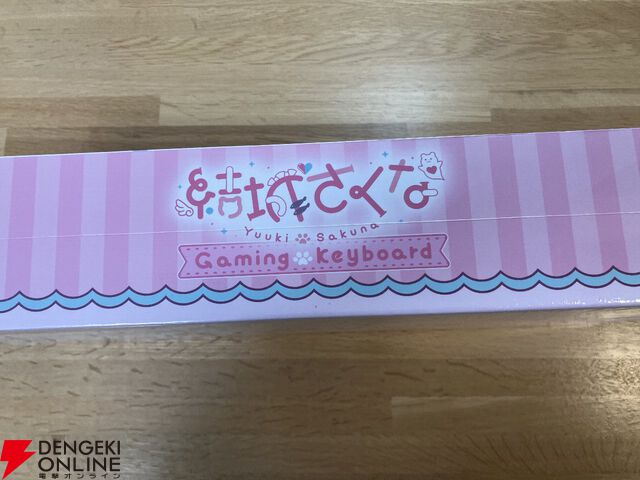 結城さくな
Yuuki Sakuna
Gaming Keyboard
DENGEKI
ONLINE
電撃オンライン